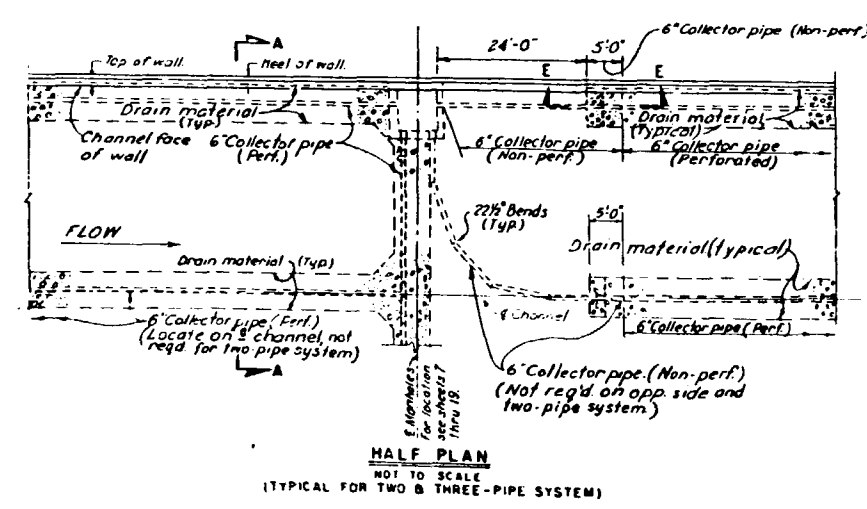 6" Collector pipe (Non-perf)
A
24'-0"
5'-0"
Top of wall.
Heel of wall.
E
E
Drain material
(Typ.)
Drain material
(Typical)
Channel face
of wall
6" Collector pipe
(Perf.)
6" Collector pipe
(Non-perf.)
6" Collector pipe
(Perforated)
22½° Bends
(Typ.)
5'-0"
FLOW
Drain material (Typ.)
Drain material (typical)
℄ Channel
6" Collector pipe (Perf.)
(Locate on ℄ channel, not
req'd. for two-pipe system)
6" Collector pipe (Perf.)
A
6" Collector pipe. (Non-perf.)
(Not req'd. on opp. side and
two-pipe system.)
℄ Manholes
For location
see sheets 7
thru 19.
HALF PLAN
NOT TO SCALE
(TYPICAL FOR TWO & THREE-PIPE SYSTEM)